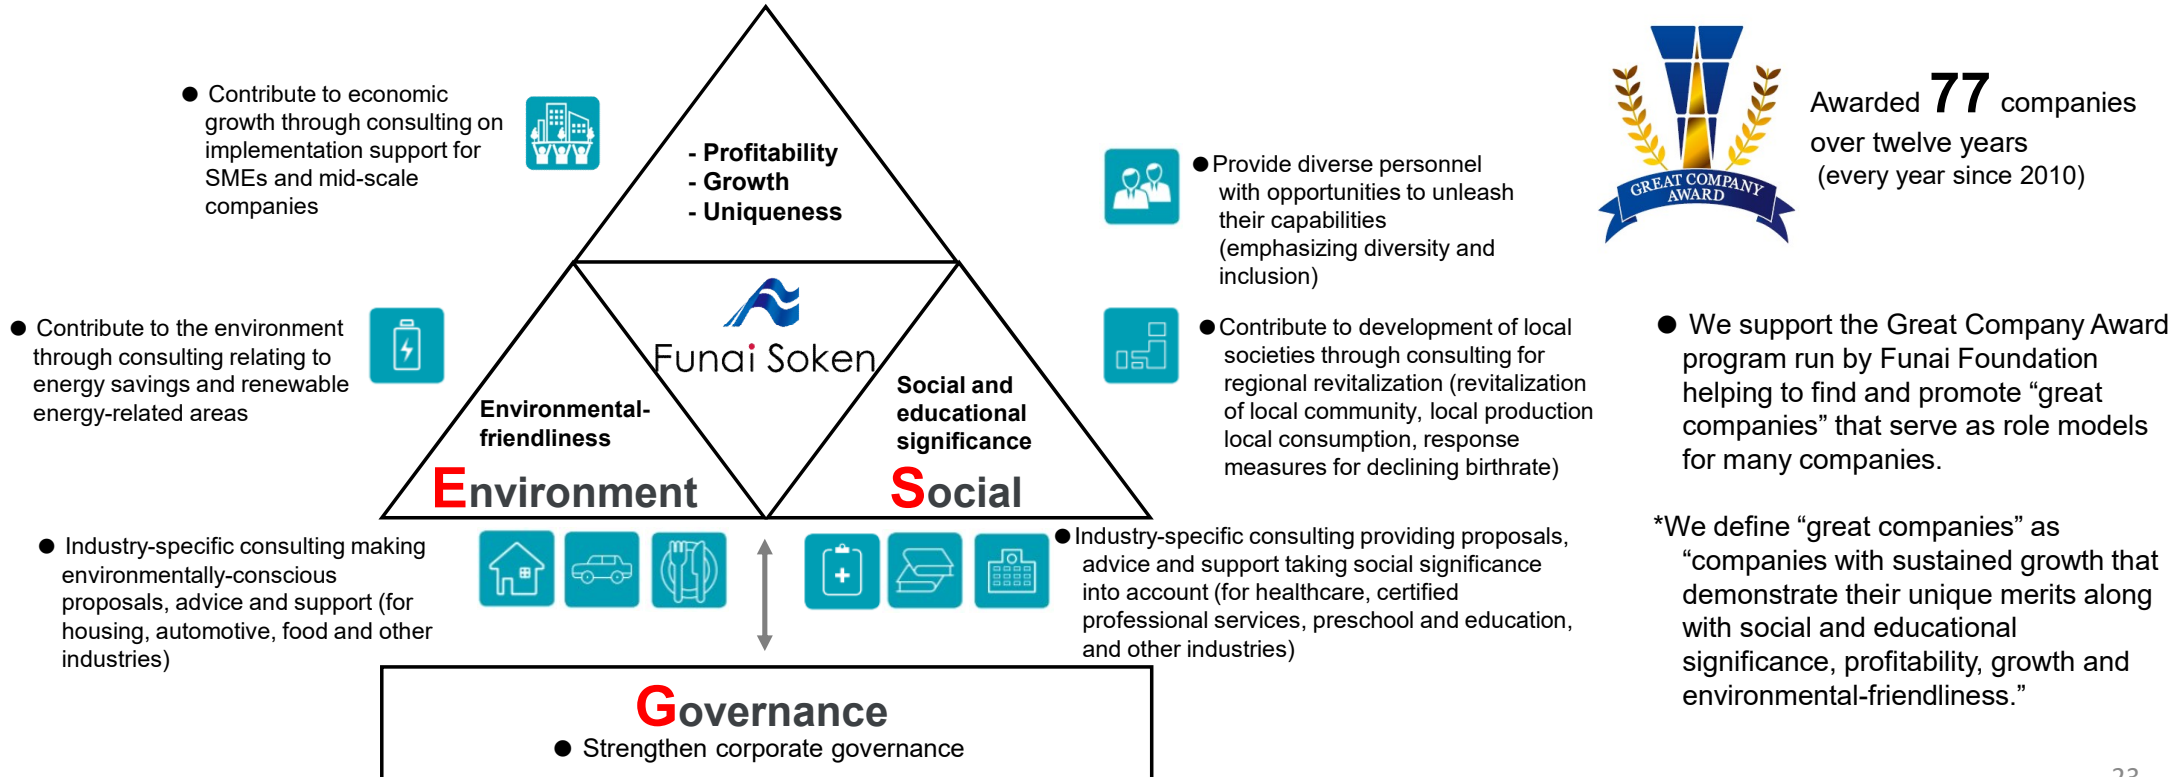 ● Contribute to economic
growth through consulting on
implementation support for
SMEs and mid-scale
companies
- Profitability
- Growth
- Uniqueness
● Provide diverse personnel
with opportunities to unleash
their capabilities
(emphasizing diversity and
inclusion)
GREAT COMPANY
AWARD
Awarded 77 companies
over twelve years
(every year since 2010)
● Contribute to the environment
through consulting relating to
energy savings and renewable
energy-related areas
Funai Soken
Environmental-
friendliness
Environment
Social and
educational
significance
Social
● Contribute to development of local
societies through consulting for
regional revitalization (revitalization
of local community, local production
local consumption, response
measures for declining birthrate)
● We support the Great Company Award
program run by Funai Foundation
helping to find and promote “great
companies” that serve as role models
for many companies.
● Industry-specific consulting making
environmentally-conscious
proposals, advice and support (for
housing, automotive, food and other
industries)
● Industry-specific consulting providing proposals,
advice and support taking social significance
into account (for healthcare, certified
professional services, preschool and education,
and other industries)
*We define “great companies” as
“companies with sustained growth that
demonstrate their unique merits along
with social and educational
significance, profitability, growth and
environmental-friendliness.”
Governance
● Strengthen corporate governance
23